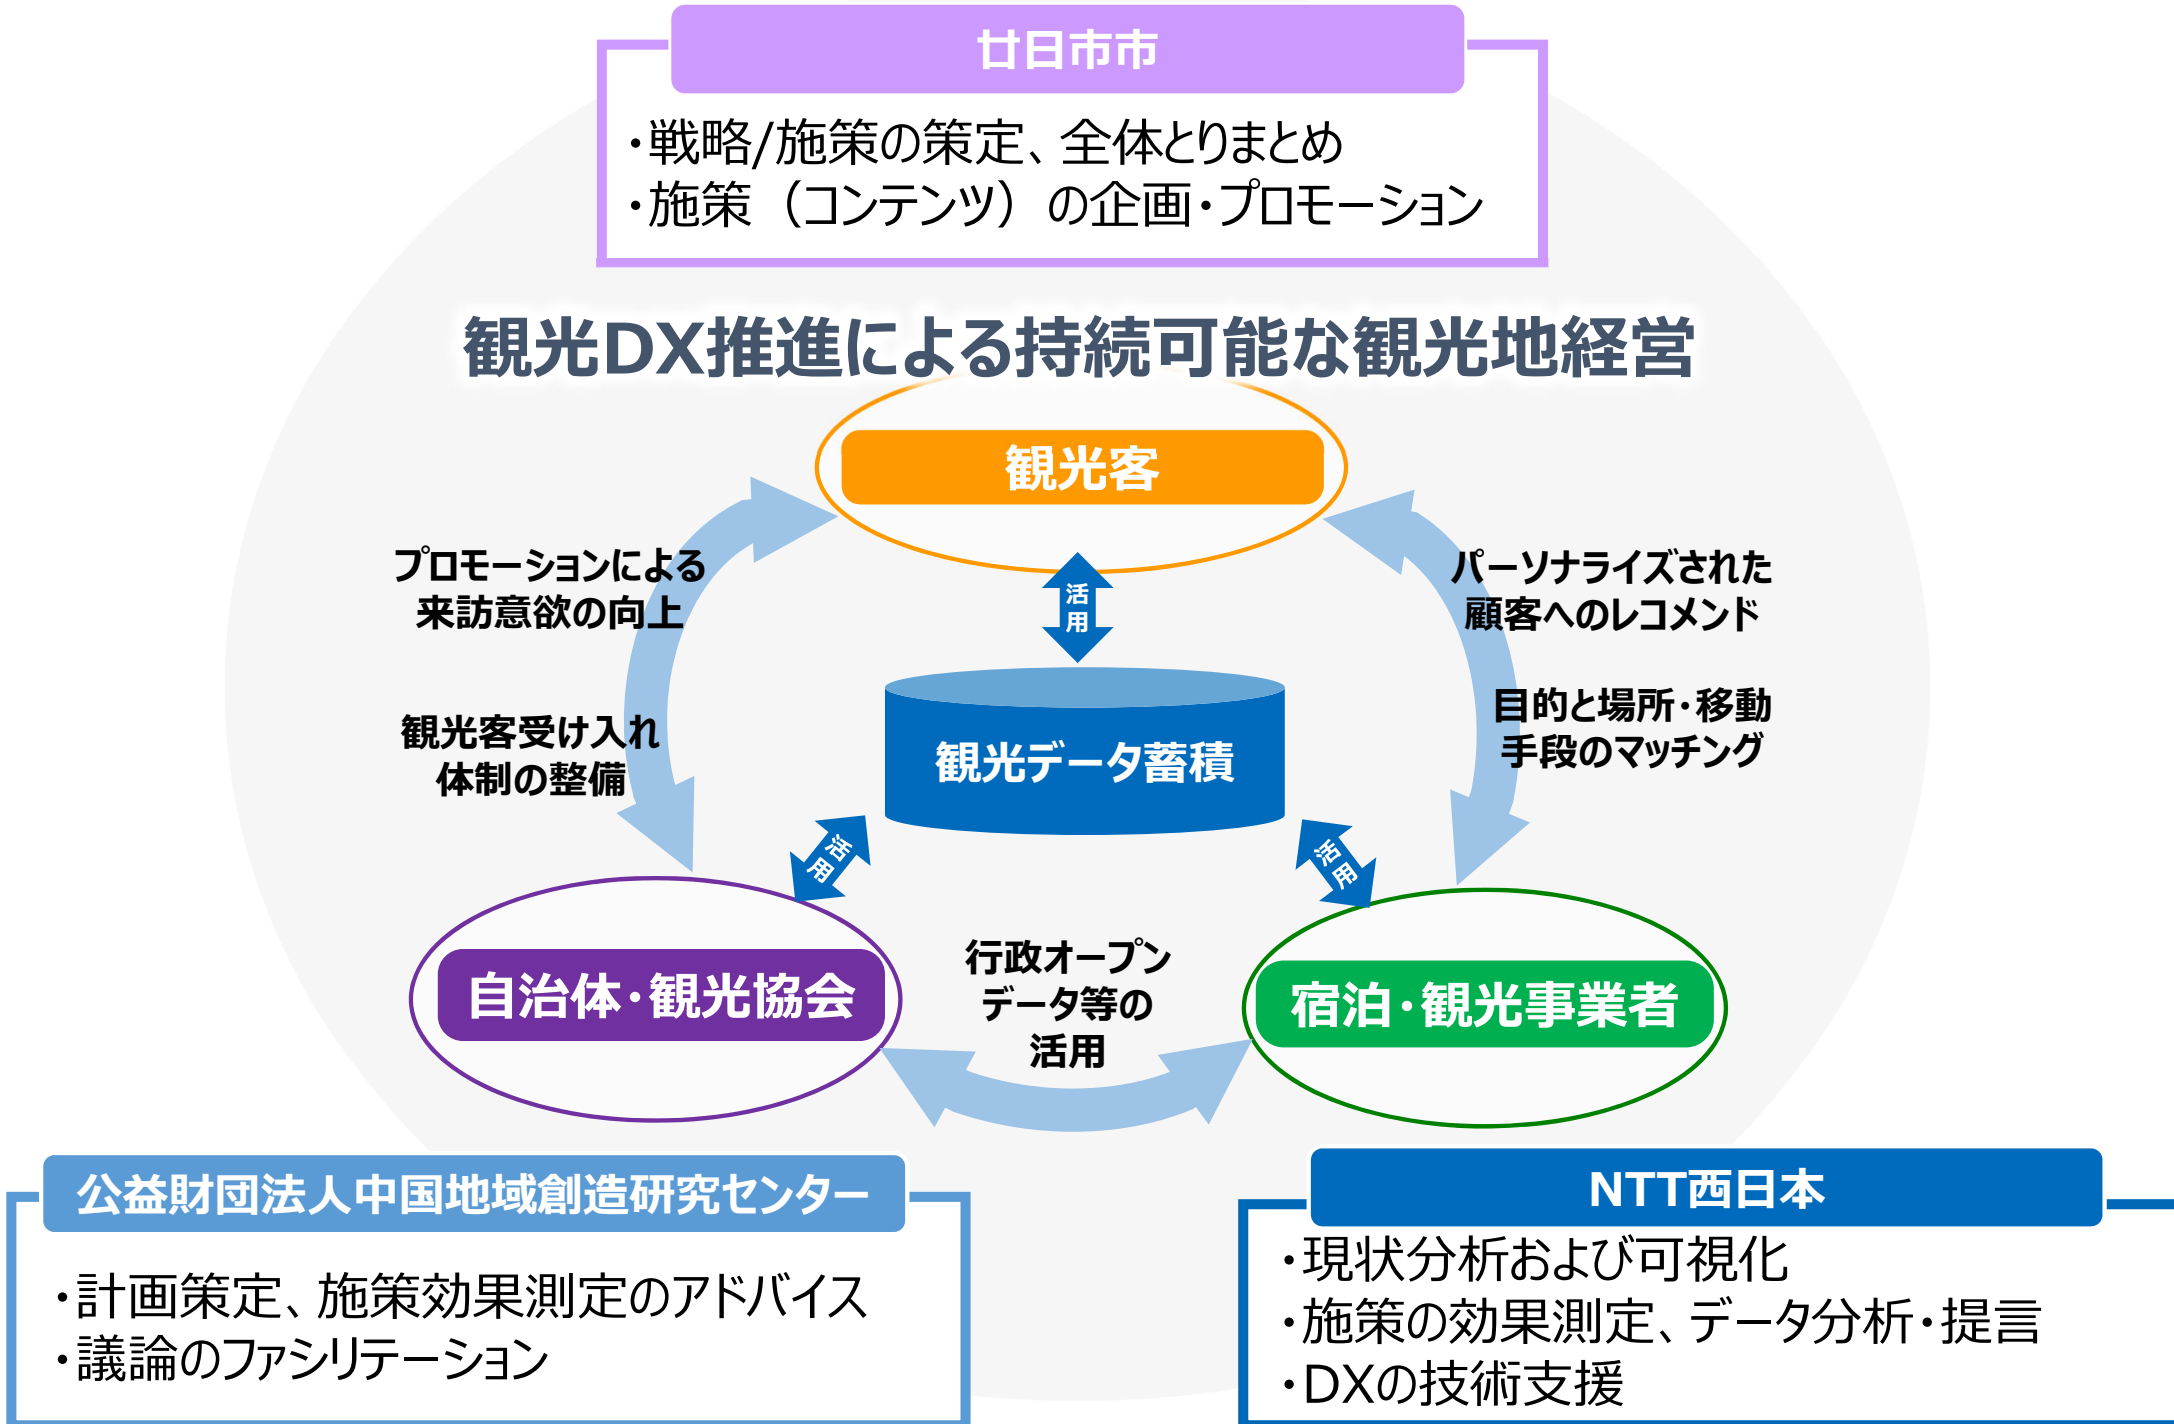 廿日市市
・戦略/施策の策定、全体とりまとめ
・施策（コンテンツ）の企画・プロモーション
観光DX推進による持続可能な観光地経営
観光客
活用
プロモーションによる
来訪意欲の向上
パーソナライズされた
顧客へのレコメンド
観光客受け入れ
体制の整備
目的と場所・移動
手段のマッチング
観光データ蓄積
活用
活用
自治体・観光協会
行政オープン
データ等の
活用
宿泊・観光事業者
公益財団法人中国地域創造研究センター
・計画策定、施策効果測定のアドバイス
・議論のファシリテーション
NTT西日本
・現状分析および可視化
・施策の効果測定、データ分析・提言
・DXの技術支援